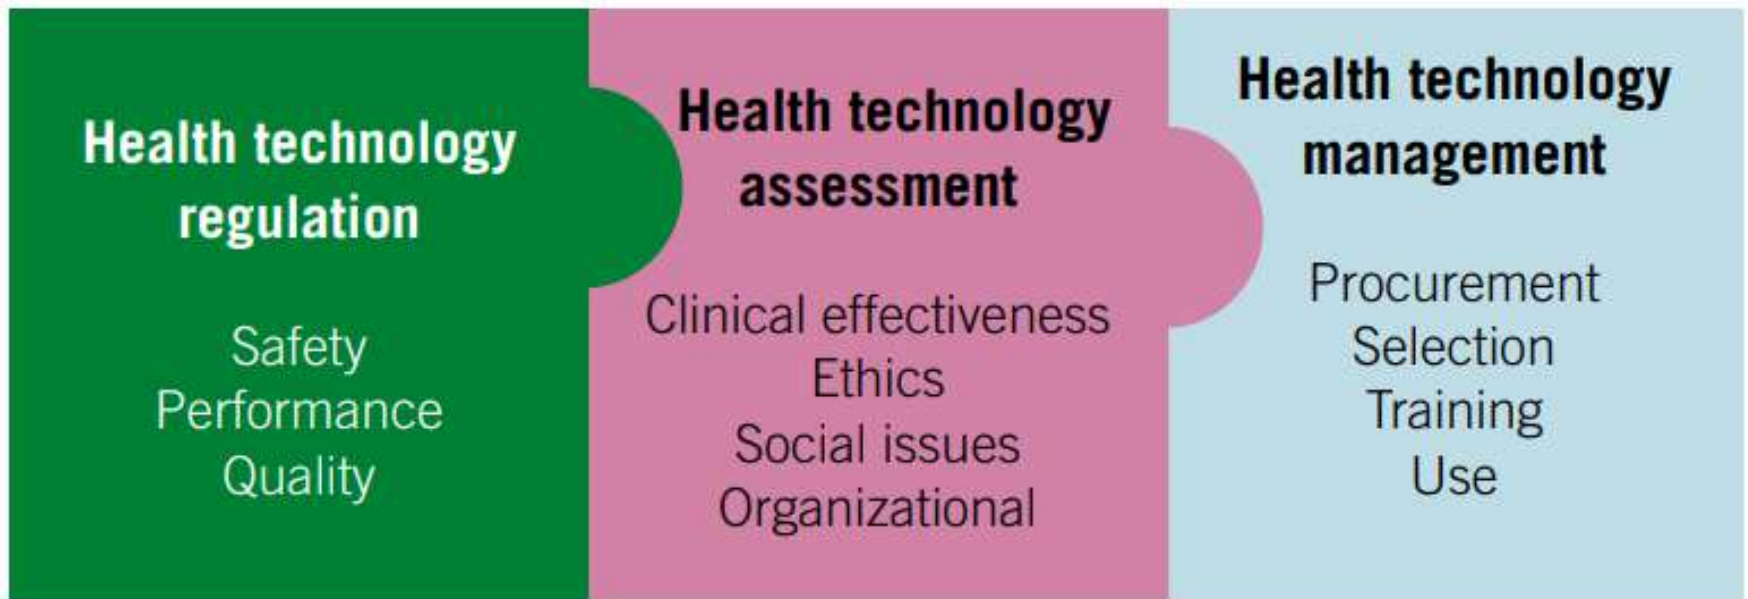 Health technology
regulation
Safety
Performance
Quality
Health technology
assessment
Clinical effectiveness
Ethics
Social issues
Organizational
Health technology
management
Procurement
Selection
Training
Use